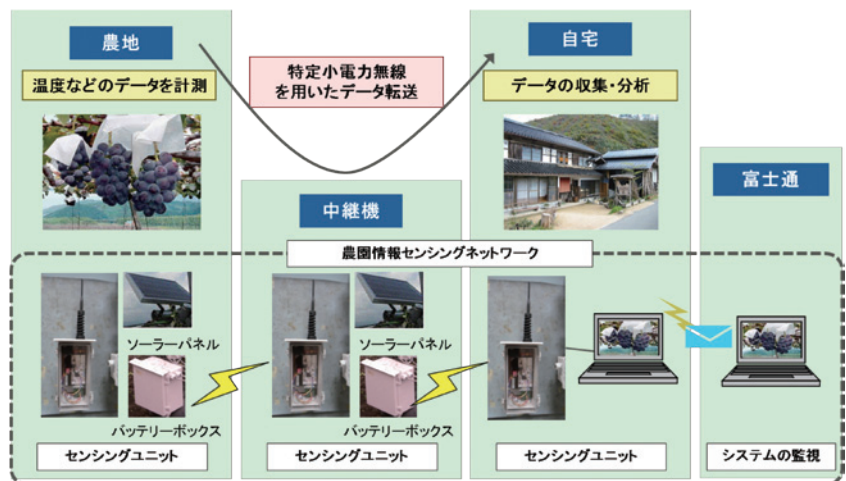 農地
温度などのデータを計測
特定小電力無線
を用いたデータ転送
自宅
データの収集・分析
中継機
富士通
農園情報センシングネットワーク
ソーラーパネル
バッテリーボックス
センシングユニット
ソーラーパネル
バッテリーボックス
センシングユニット
センシングユニット
システムの監視